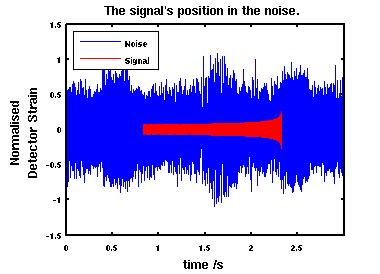 The signal's position in the noise.
1.5
Noise
Signal
1
0.5
0
-0.5
-1
-1.5
Normalised
Detector Strain
0 0.5 1 1.5 2 2.5
time /s